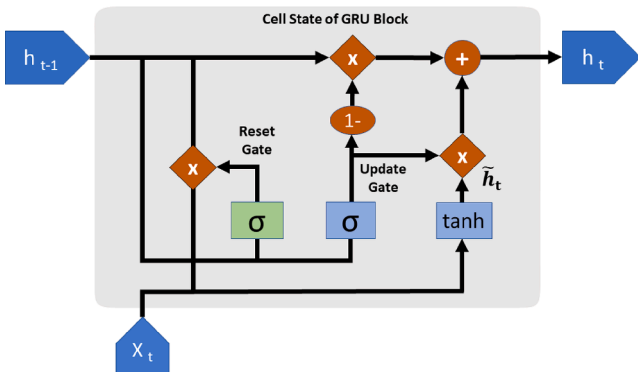 Cell State of GRU Block
h t-1
x
+
h t
1-
Reset
Gate
x
Update
Gate
x
h̃t
σ
σ
tanh
X t